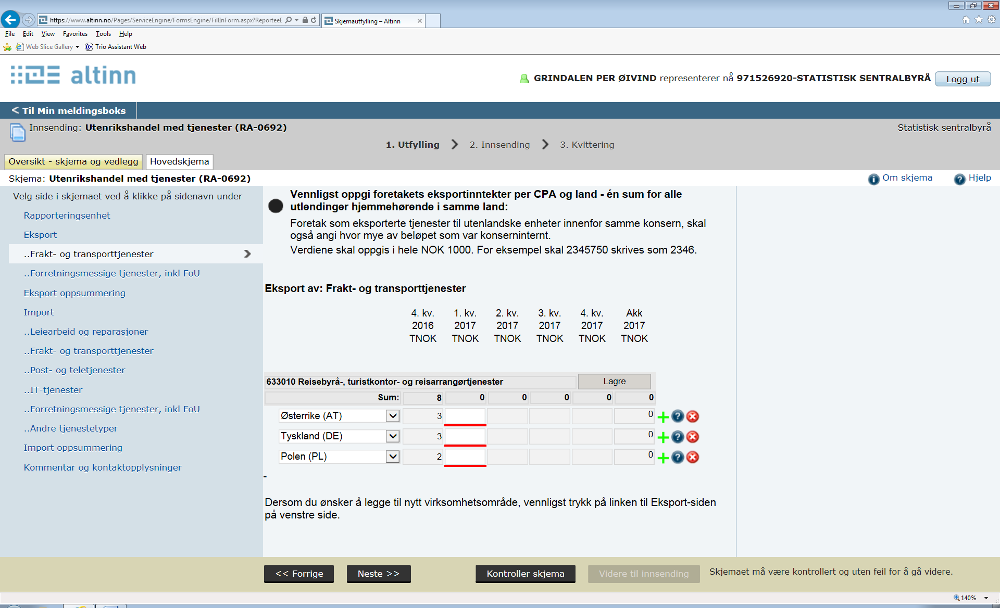 https://www.altinn.no/Pages/ServiceEngine/FormsEngine/FillInForm.aspx?ReporteeE
Skjemautfylling – Altinn
File Edit View Favorites Tools Help
Web Slice Gallery Trio Assistant Web
altinn
GRINDALEN PER ØIVIND representerer nå 971526920-STATISTISK SENTRALBYRÅ Logg ut
< Til Min meldingsboks
Innsending: Utenrikshandel med tjenester (RA-0692) Statistisk sentralbyrå
1. Utfylling 2. Innsending 3. Kvittering
Oversikt - skjema og vedlegg Hovedskjema
Skjema: Utenrikshandel med tjenester (RA-0692) Om skjema Hjelp
Velg side i skjemaet ved å klikke på sidenavn under
Rapporteringsenhet
Eksport
..Frakt- og transporttjenester
..Forretningsmessige tjenester, inkl FoU
Eksport oppsummering
Import
..Leiearbeid og reparasjoner
..Frakt- og transporttjenester
..Post- og teletjenester
..IT-tjenester
..Forretningsmessige tjenester, inkl FoU
..Andre tjenestetyper
Import oppsummering
Kommentar og kontaktopplysninger
Vennligst oppgi foretakets eksportinntekter per CPA og land - én sum for alle
utlendinger hjemmehørende i samme land:
Foretak som eksporterte tjenester til utenlandske enheter innenfor samme konsern, skal
også angi hvor mye av beløpet som var konserninternt.
Verdiene skal oppgis i hele NOK 1000. For eksempel skal 2345750 skrives som 2346.
Eksport av: Frakt- og transporttjenester
4. kv. 1. kv. 2. kv. 3. kv. 4. kv. Akk
2016 2017 2017 2017 2017 2017
TNOK TNOK TNOK TNOK TNOK TNOK
633010 Reisebyrå-, turistkontor- og reisarrangørtjenester Lagre
Sum: 8 0 0 0 0 0
Østerrike (AT) 3 0
Tyskland (DE) 3 0
Polen (PL) 2 0
-
Dersom du ønsker å legge til nytt virksomhetsområde, vennligst trykk på linken til Eksport-siden
på venstre side.
<< Forrige Neste >> Kontroller skjema Videre til innsending Skjemaet må være kontrollert og uten feil for å gå videre.
140%